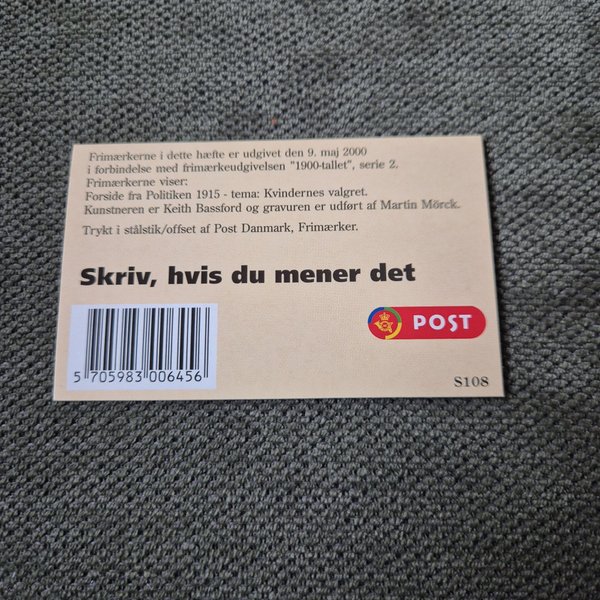 Frimærkerne i dette hæfte er udgivet den 9. maj 2000
i forbindelse med frimærkeudgivelsen "1900-tallet", serie 2.
Frimærkerne viser:
Forside fra Politiken 1915 - tema: Kvindernes valgret.
Kunstneren er Keith Bassford og gravuren er udført af Martin Mörck.
Trykt i stålstik/offset af Post Danmark, Frimærker.
Skriv, hvis du mener det
POST
5 705983 006456
S108